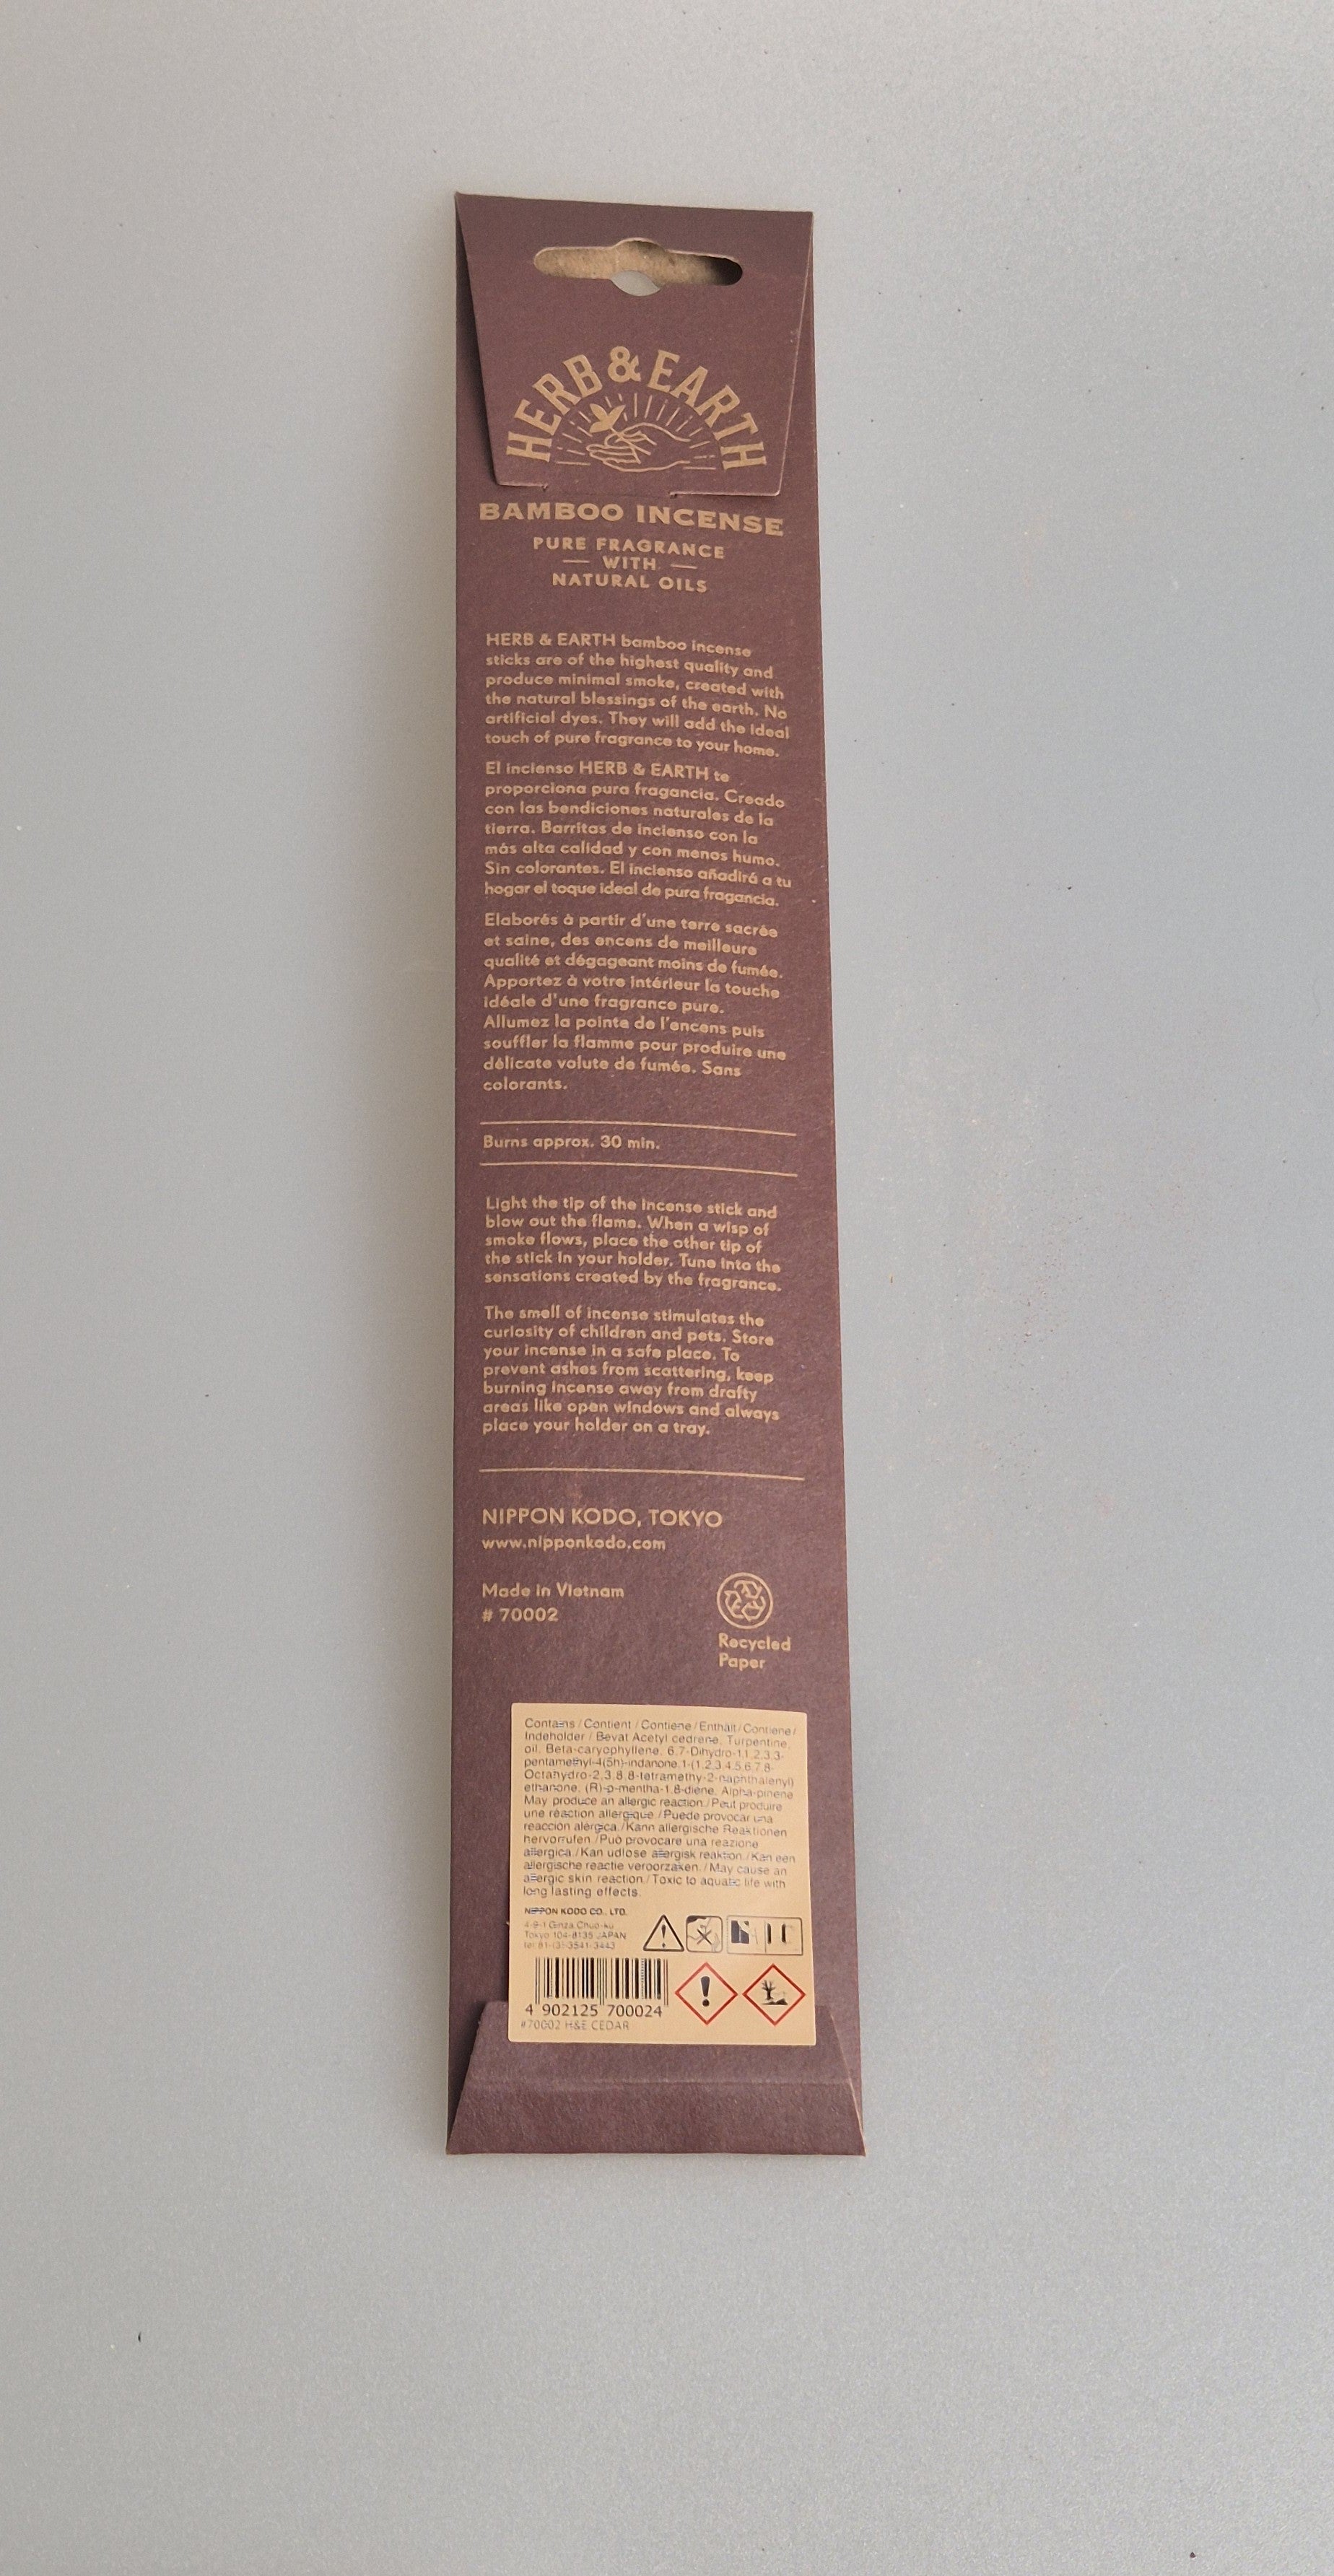 HERB & EARTH
BAMBOO INCENSE
PURE FRAGRANCE
— WITH —
NATURAL OILS
HERB & EARTH bamboo incense
sticks are of the highest quality and
produce minimal smoke, created with
the natural blessings of the earth. No
artificial dyes. They will add the ideal
touch of pure fragrance to your home.
El incienso HERB & EARTH te
proporciona pura fragancia. Creado
con las bendiciones naturales de la
tierra. Barritas de incienso con la
más alta calidad y con menos humo.
Sin colorantes. El incienso añadirá a tu
hogar el toque ideal de pura fragancia.
Elaborés à partir d'une terre sacrée
et saine, des encens de meilleure
qualité et dégageant moins de fumée.
Apportez à votre intérieur la touche
idéale d'une fragrance pure.
Allumez la pointe de l'encens puis
souffler la flamme pour produire une
délicate volute de fumée. Sans
colorants.
Burns approx. 30 min.
Light the tip of the incense stick and
blow out the flame. When a wisp of
smoke flows, place the other tip of
the stick in your holder. Tune into the
sensations created by the fragrance.
The smell of incense stimulates the
curiosity of children and pets. Store
your incense in a safe place. To
prevent ashes from scattering, keep
burning incense away from drafty
areas like open windows and always
place your holder on a tray.
NIPPON KODO, TOKYO
www.nipponkodo.com
Made in Vietnam
# 70002
Recycled
Paper
Contains / Contient / Contiene / Enthält / Contiene /
Indeholder / Bevat Acetyl cedrene, Turpentine,
oil, Beta-caryophyllene, 6,7-Dihydro-1,1,2,3,3-
pentamethyl-4(5h)-indanone,1-(1,2,3,4,5,6,7,8-
Octahydro-2,3,8,8-tetramethy-2-naphthalenyl)
ethanone, (R)-p-mentha-1,8-diene, Alpha-pinene
May produce an allergic reaction./Peut produire
une réaction allergique./Puede provocar una
reacción alérgica./Kann allergische Reaktionen
hervorrufen./Può provocare una reazione
allergica./Kan udlose allergisk reaktion./Kan een
allergische reactie veroorzaken./May cause an
allergic skin reaction./Toxic to aquatic life with
long lasting effects.
NIPPON KODO CO., LTD.
4-9-1 Ginza Chuo-ku
Tokyo 104-8135 JAPAN
tel 81-(3)-3541-3443
4 902125 700024
#70002 H&E CEDAR